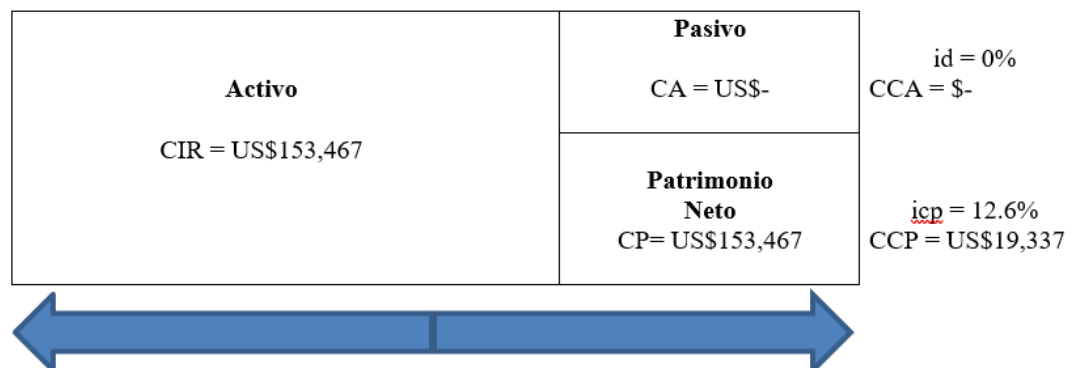 Activo
CIR = US$153,467
Pasivo
CA = US$-
id = 0%
CCA = $-
Patrimonio
Neto
CP= US$153,467
icp = 12.6%
CCP = US$19,337